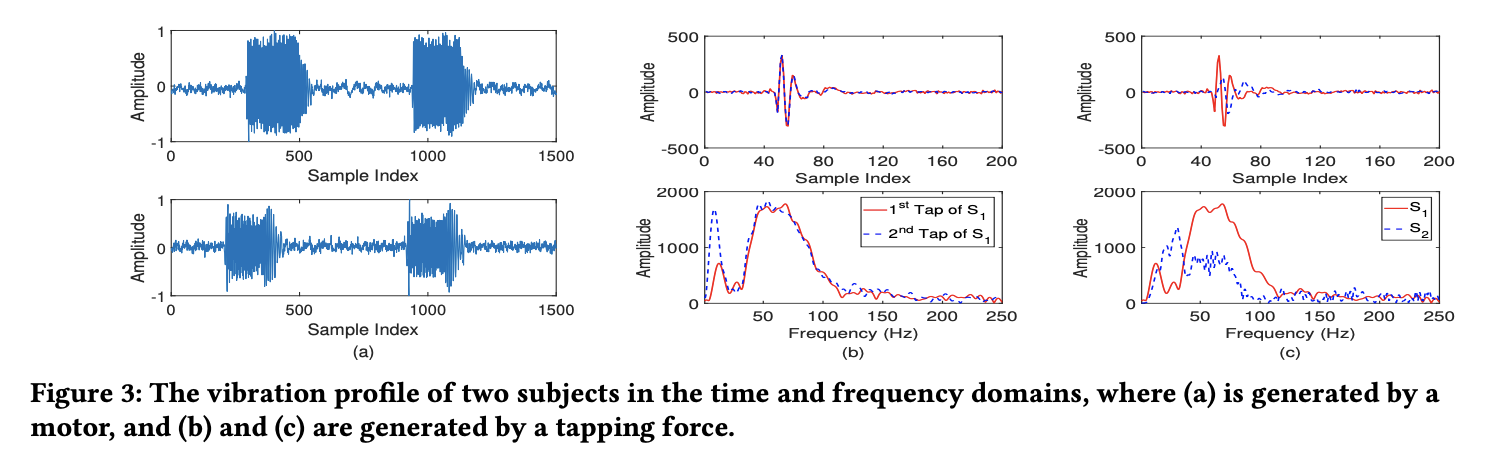 1
0
-1
Amplitude
0
500
1000
1500
Sample Index
1
0
-1
Amplitude
0
500
1000
1500
Sample Index
(a)
500
0
-500
Amplitude
0
40
80
120
160
200
Sample Index
2000
1000
0
Amplitude
1st Tap of S1
2nd Tap of S1
50
100
150
200
250
Frequency (Hz)
(b)
500
0
-500
Amplitude
0
40
80
120
160
200
Sample Index
2000
1000
0
Amplitude
S1
S2
50
100
150
200
250
Frequency (Hz)
(c)
Figure 3: The vibration profile of two subjects in the time and frequency domains, where (a) is generated by a
motor, and (b) and (c) are generated by a tapping force.